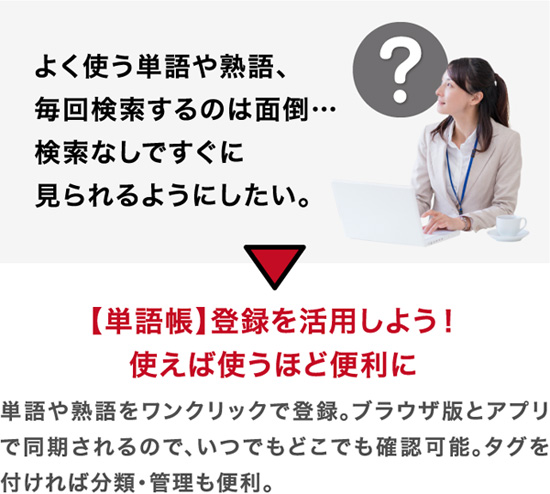 ?
よく使う単語や熟語、
毎回検索するのは面倒…
検索なしですぐに
見られるようにしたい。
【単語帳】登録を活用しよう!
使えば使うほど便利に
単語や熟語をワンクリックで登録。ブラウザ版とアプリ
で同期されるので、いつでもどこでも確認可能。タグを
付ければ分類・管理も便利。